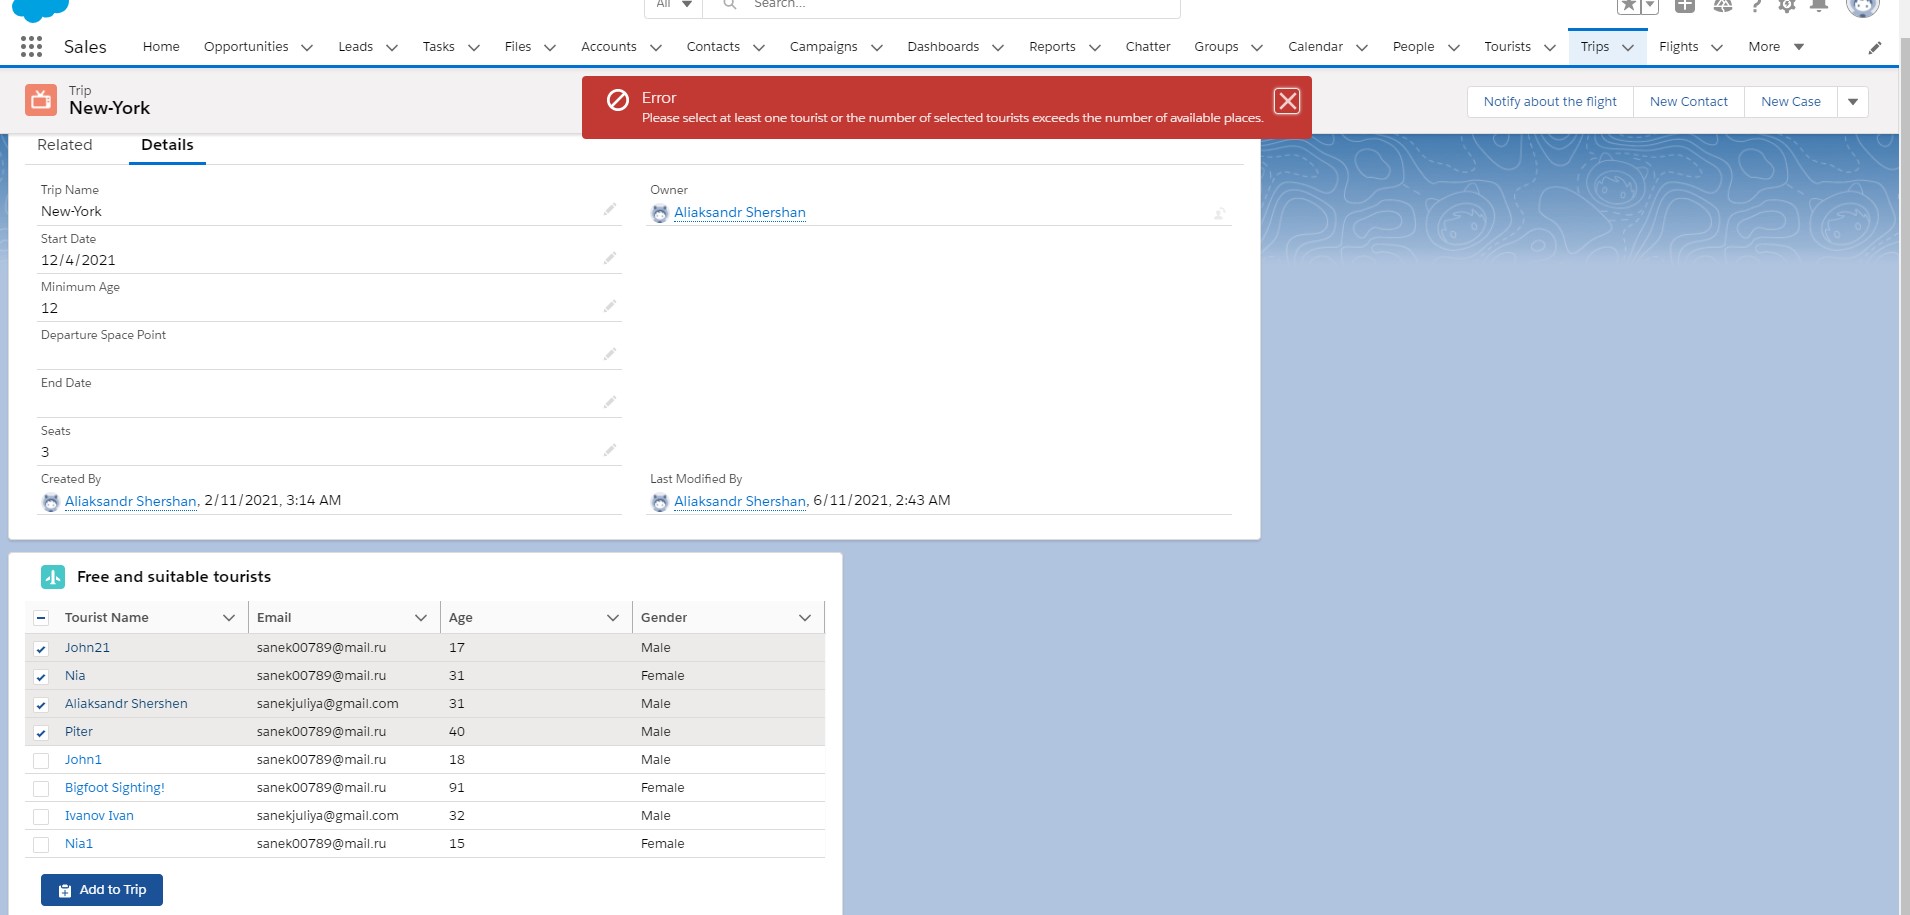 All Search...
Sales Home Opportunities Leads Tasks Files Accounts Contacts Campaigns Dashboards Reports Chatter Groups Calendar People Tourists Trips Flights More
Trip
New-York
Error
Please select at least one tourist or the number of selected tourists exceeds the number of available places.
Notify about the flight New Contact New Case
Related Details
Trip Name
New-York
Owner
Aliaksandr Shershan
Start Date
12/4/2021
Minimum Age
12
Departure Space Point
End Date
Seats
3
Created By
Aliaksandr Shershan, 2/11/2021, 3:14 AM
Last Modified By
Aliaksandr Shershan, 6/11/2021, 2:43 AM
Free and suitable tourists
Tourist Name Email Age Gender
John21 sanek00789@mail.ru 17 Male
Nia sanek00789@mail.ru 31 Female
Aliaksandr Shershen sanekjuliya@gmail.com 31 Male
Piter sanek00789@mail.ru 40 Male
John1 sanek00789@mail.ru 18 Male
Bigfoot Sighting! sanek00789@mail.ru 91 Female
Ivanov Ivan sanekjuliya@gmail.com 32 Male
Nia1 sanek00789@mail.ru 15 Female
Add to Trip